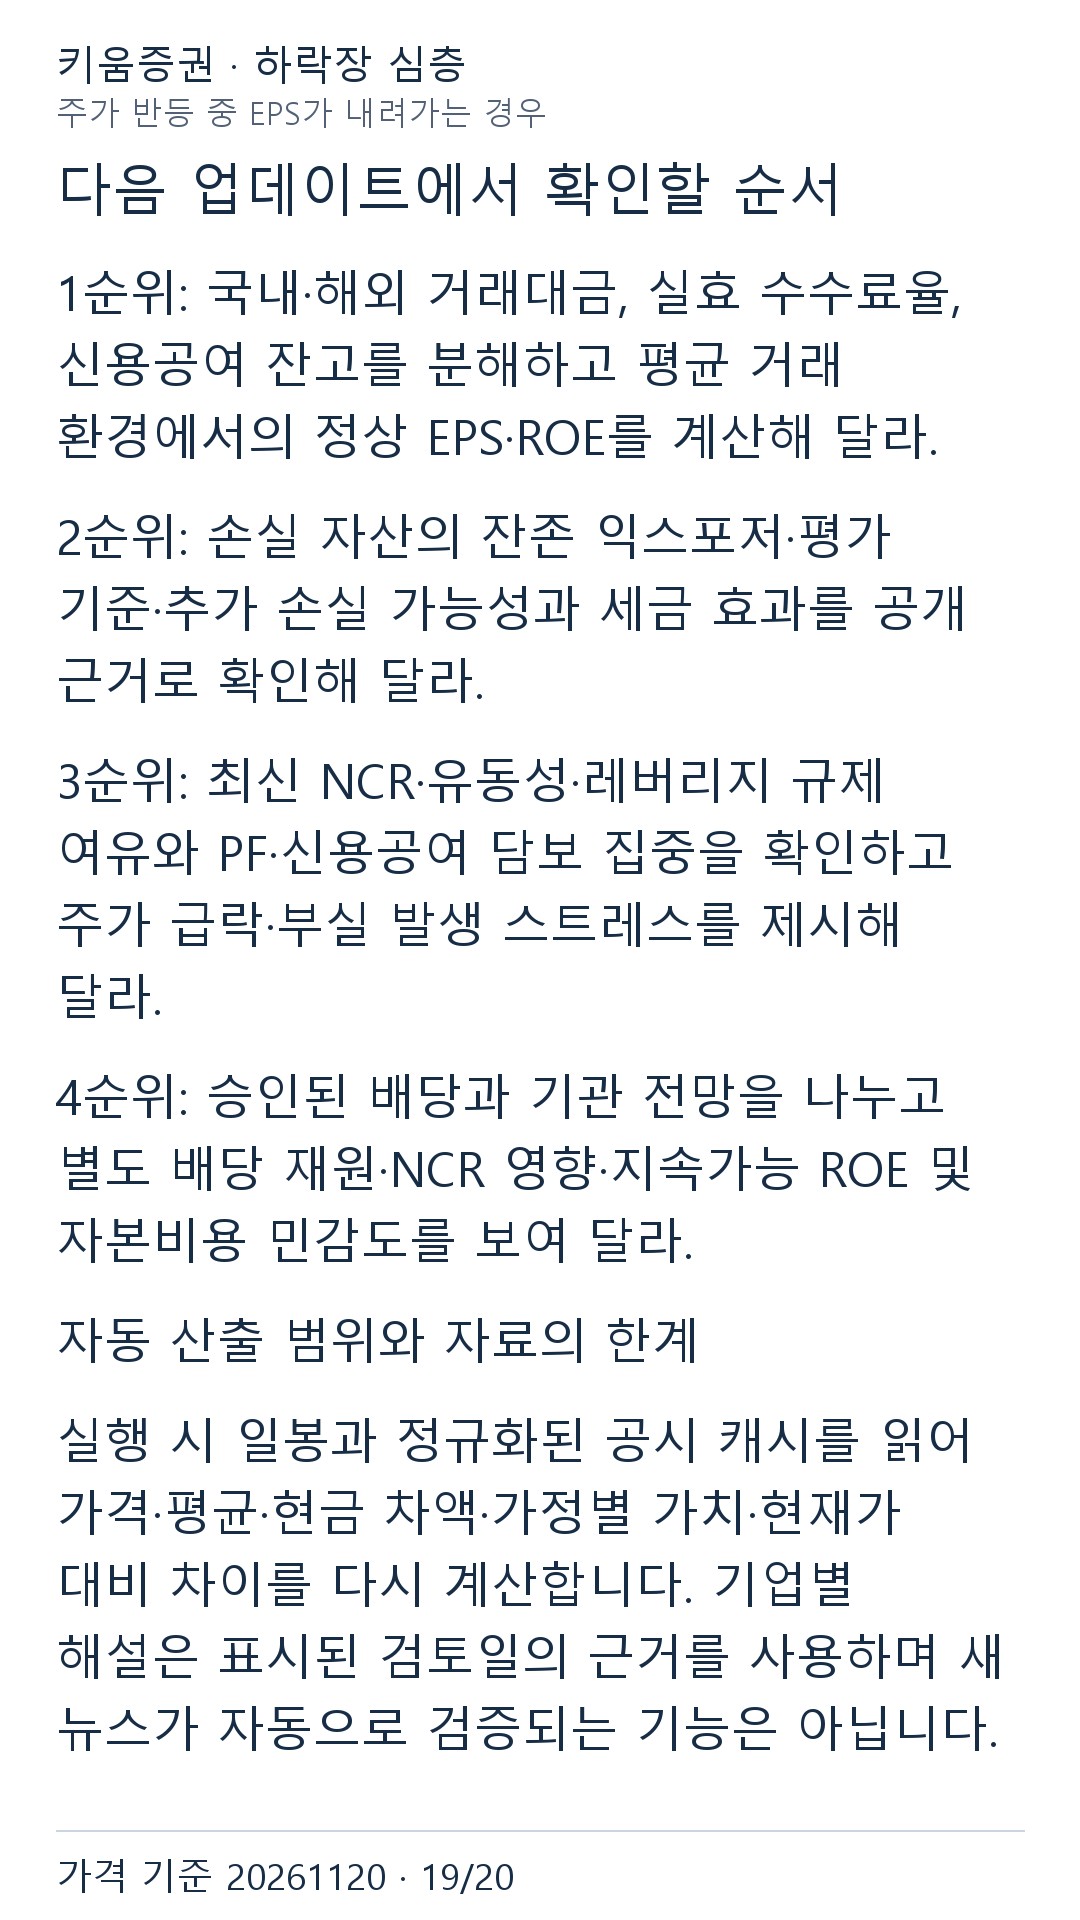 키움증권 · 하락장 심층
주가 반등 중 EPS가 내려가는 경우
다음 업데이트에서 확인할 순서
1순위: 국내·해외 거래대금, 실효 수수료율,
신용공여 잔고를 분해하고 평균 거래
환경에서의 정상 EPS·ROE를 계산해 달라.
2순위: 손실 자산의 잔존 익스포저·평가
기준·추가 손실 가능성과 세금 효과를 공개
근거로 확인해 달라.
3순위: 최신 NCR·유동성·레버리지 규제
여유와 PF·신용공여 담보 집중을 확인하고
주가 급락·부실 발생 스트레스를 제시해
달라.
4순위: 승인된 배당과 기관 전망을 나누고
별도 배당 재원·NCR 영향·지속가능 ROE 및
자본비용 민감도를 보여 달라.
자동 산출 범위와 자료의 한계
실행 시 일봉과 정규화된 공시 캐시를 읽어
가격·평균·현금 차액·가정별 가치·현재가
대비 차이를 다시 계산합니다. 기업별
해설은 표시된 검토일의 근거를 사용하며 새
뉴스가 자동으로 검증되는 기능은 아닙니다.
가격 기준 20261120 · 19/20